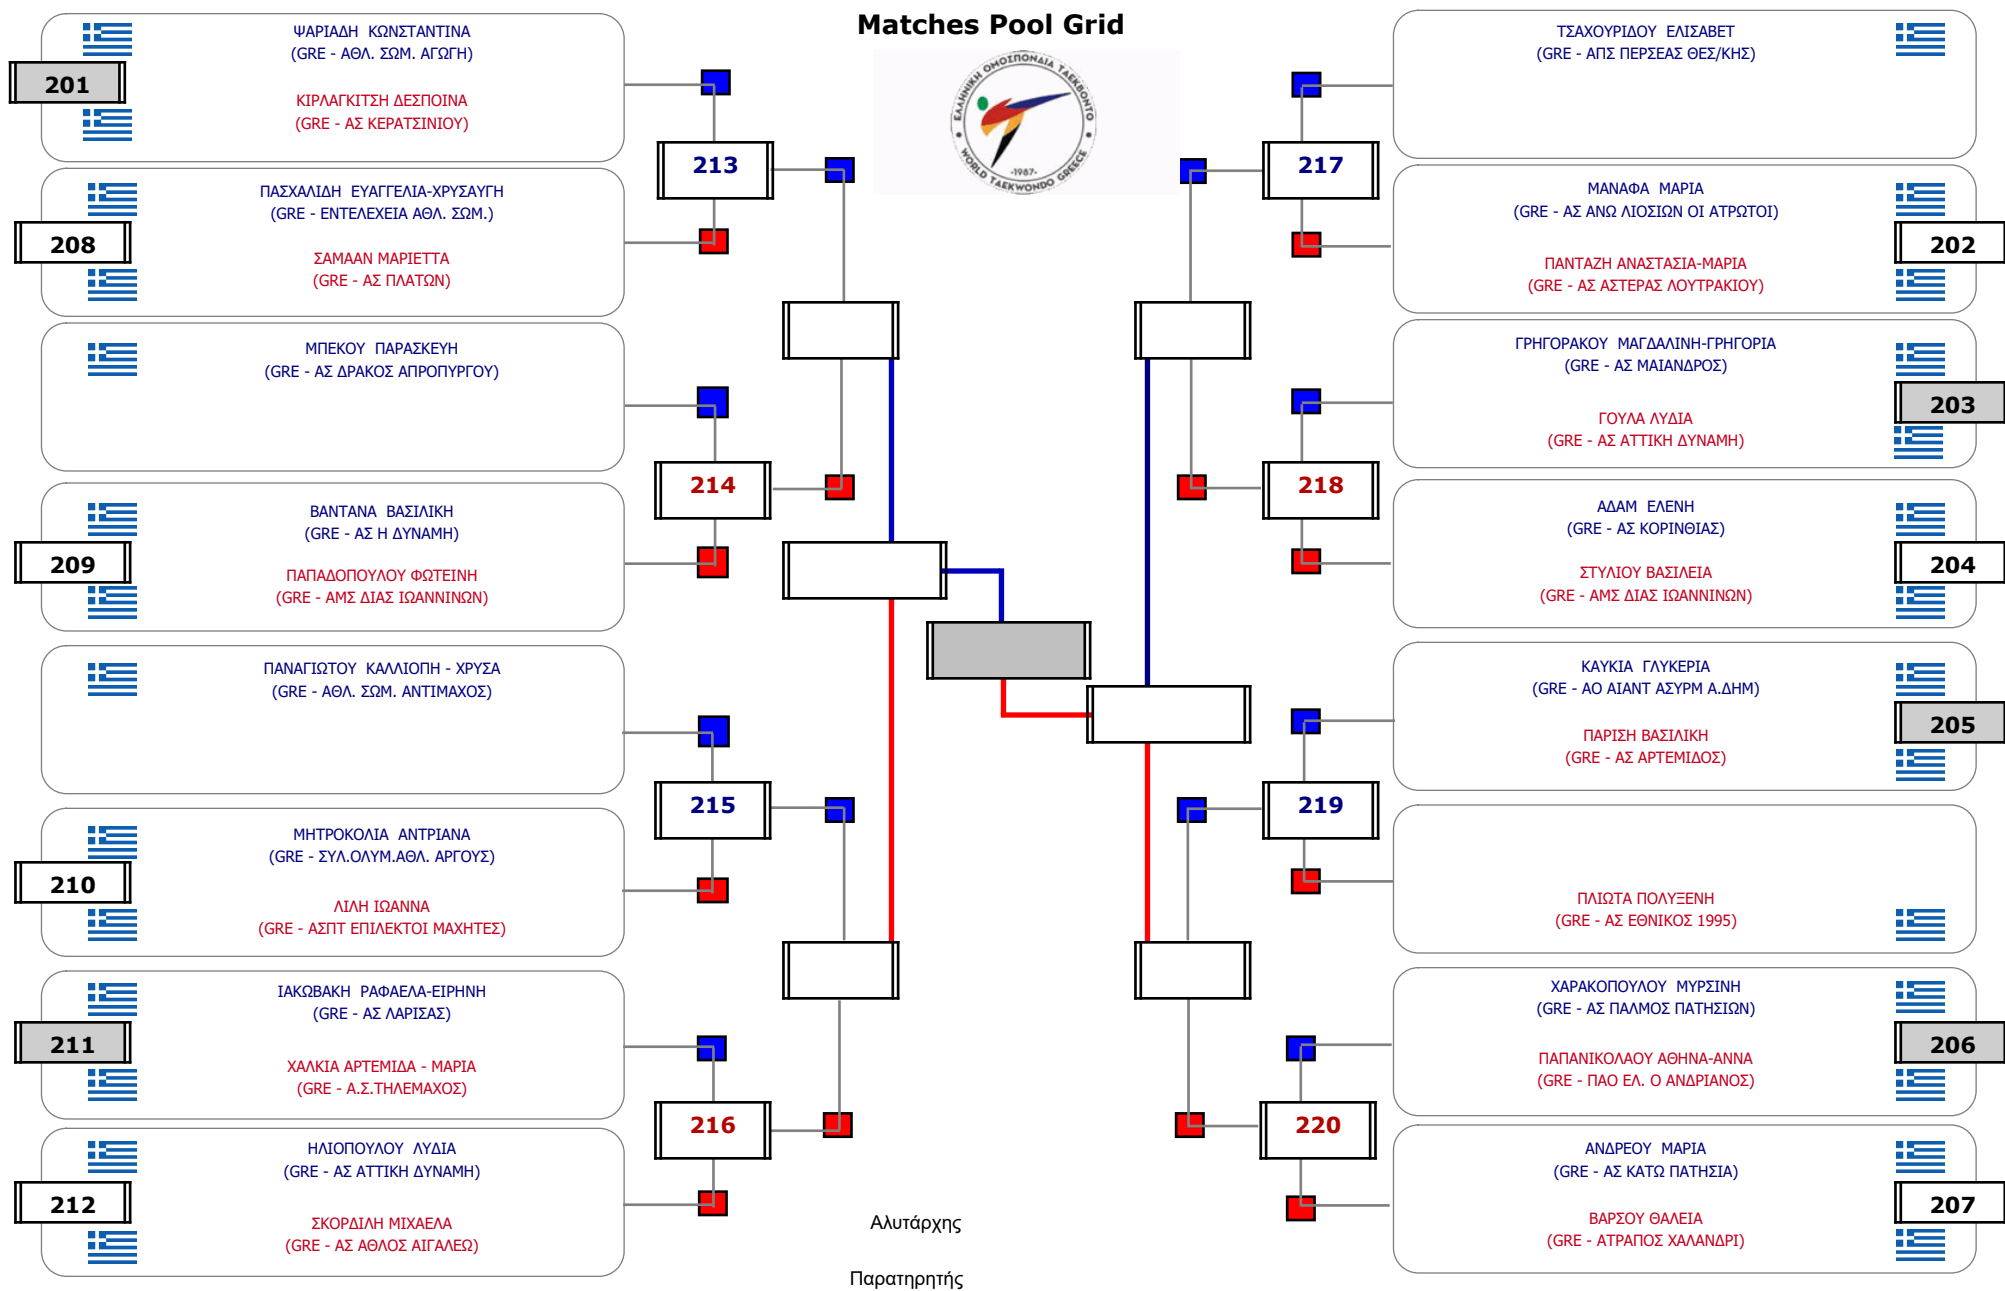 Matches Pool Grid
ΕΛΛΗΝΙΚΗ ΟΜΟΣΠΟΝΔΙΑ ΤΑΕΚΒΟΝΤΟ
WORLD TAEKWONDO GREECE
-1987-
201
ΨΑΡΙΑΔΗ ΚΩΝΣΤΑΝΤΙΝΑ
(GRE - ΑΘΛ. ΣΩΜ. ΑΓΩΓΗ)
ΚΙΡΛΑΓΚΙΤΣΗ ΔΕΣΠΟΙΝΑ
(GRE - ΑΣ ΚΕΡΑΤΣΙΝΙΟΥ)
208
ΠΑΣΧΑΛΙΔΗ ΕΥΑΓΓΕΛΙΑ-ΧΡΥΣΑΥΓΗ
(GRE - ΕΝΤΕΛΕΧΕΙΑ ΑΘΛ. ΣΩΜ.)
ΣΑΜΑΑΝ ΜΑΡΙΕΤΤΑ
(GRE - ΑΣ ΠΛΑΤΩΝ)
213
ΜΠΕΚΟΥ ΠΑΡΑΣΚΕΥΗ
(GRE - ΑΣ ΔΡΑΚΟΣ ΑΠΡΟΠΥΡΓΟΥ)
209
ΒΑΝΤΑΝΑ ΒΑΣΙΛΙΚΗ
(GRE - ΑΣ Η ΔΥΝΑΜΗ)
ΠΑΠΑΔΟΠΟΥΛΟΥ ΦΩΤΕΙΝΗ
(GRE - ΑΜΣ ΔΙΑΣ ΙΩΑΝΝΙΝΩΝ)
214
ΠΑΝΑΓΙΩΤΟΥ ΚΑΛΛΙΟΠΗ - ΧΡΥΣΑ
(GRE - ΑΘΛ. ΣΩΜ. ΑΝΤΙΜΑΧΟΣ)
210
ΜΗΤΡΟΚΟΛΙΑ ΑΝΤΡΙΑΝΑ
(GRE - ΣΥΛ.ΟΛΥΜ.ΑΘΛ. ΑΡΓΟΥΣ)
ΛΙΛΗ ΙΩΑΝΝΑ
(GRE - ΑΣΠΤ ΕΠΙΛΕΚΤΟΙ ΜΑΧΗΤΕΣ)
215
211
ΙΑΚΩΒΑΚΗ ΡΑΦΑΕΛΑ-ΕΙΡΗΝΗ
(GRE - ΑΣ ΛΑΡΙΣΑΣ)
ΧΑΛΚΙΑ ΑΡΤΕΜΙΔΑ - ΜΑΡΙΑ
(GRE - Α.Σ.ΤΗΛΕΜΑΧΟΣ)
212
ΗΛΙΟΠΟΥΛΟΥ ΛΥΔΙΑ
(GRE - ΑΣ ΑΤΤΙΚΗ ΔΥΝΑΜΗ)
ΣΚΟΡΔΙΛΗ ΜΙΧΑΕΛΑ
(GRE - ΑΣ ΑΘΛΟΣ ΑΙΓΑΛΕΩ)
216
ΤΣΑΧΟΥΡΙΔΟΥ ΕΛΙΣΑΒΕΤ
(GRE - ΑΠΣ ΠΕΡΣΕΑΣ ΘΕΣ/ΚΗΣ)
217
ΜΑΝΑΦΑ ΜΑΡΙΑ
(GRE - ΑΣ ΑΝΩ ΛΙΟΣΙΩΝ ΟΙ ΑΤΡΩΤΟΙ)
202
ΠΑΝΤΑΖΗ ΑΝΑΣΤΑΣΙΑ-ΜΑΡΙΑ
(GRE - ΑΣ ΑΣΤΕΡΑΣ ΛΟΥΤΡΑΚΙΟΥ)
ΓΡΗΓΟΡΑΚΟΥ ΜΑΓΔΑΛΙΝΗ-ΓΡΗΓΟΡΙΑ
(GRE - ΑΣ ΜΑΙΑΝΔΡΟΣ)
203
ΓΟΥΛΑ ΛΥΔΙΑ
(GRE - ΑΣ ΑΤΤΙΚΗ ΔΥΝΑΜΗ)
218
ΑΔΑΜ ΕΛΕΝΗ
(GRE - ΑΣ ΚΟΡΙΝΘΙΑΣ)
204
ΣΤΥΛΙΟΥ ΒΑΣΙΛΕΙΑ
(GRE - ΑΜΣ ΔΙΑΣ ΙΩΑΝΝΙΝΩΝ)
ΚΑΥΚΙΑ ΓΛΥΚΕΡΙΑ
(GRE - ΑΟ ΑΙΑΝΤ ΑΣΥΡΜ Α.ΔΗΜ)
205
ΠΑΡΙΣΗ ΒΑΣΙΛΙΚΗ
(GRE - ΑΣ ΑΡΤΕΜΙΔΟΣ)
219
ΠΛΙΩΤΑ ΠΟΛΥΞΕΝΗ
(GRE - ΑΣ ΕΘΝΙΚΟΣ 1995)
ΧΑΡΑΚΟΠΟΥΛΟΥ ΜΥΡΣΙΝΗ
(GRE - ΑΣ ΠΑΛΜΟΣ ΠΑΤΗΣΙΩΝ)
206
ΠΑΠΑΝΙΚΟΛΑΟΥ ΑΘΗΝΑ-ΑΝΝΑ
(GRE - ΠΑΟ ΕΛ. Ο ΑΝΔΡΙΑΝΟΣ)
220
ΑΝΔΡΕΟΥ ΜΑΡΙΑ
(GRE - ΑΣ ΚΑΤΩ ΠΑΤΗΣΙΑ)
207
ΒΑΡΣΟΥ ΘΑΛΕΙΑ
(GRE - ΑΤΡΑΠΟΣ ΧΑΛΑΝΔΡΙ)
Αλυτάρχης
Παρατηρητής